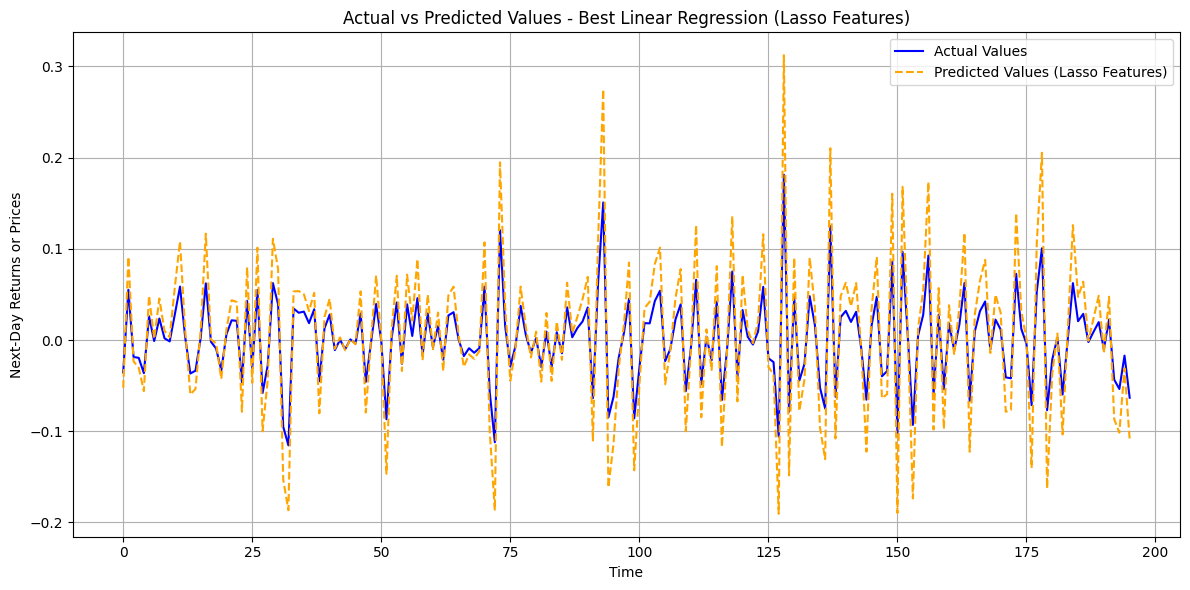 Actual vs Predicted Values - Best Linear Regression (Lasso Features)
Actual Values
Predicted Values (Lasso Features)
Next-Day Returns or Prices
0.3
0.2
0.1
0.0
−0.1
−0.2
0 25 50 75 100 125 150 175 200
Time